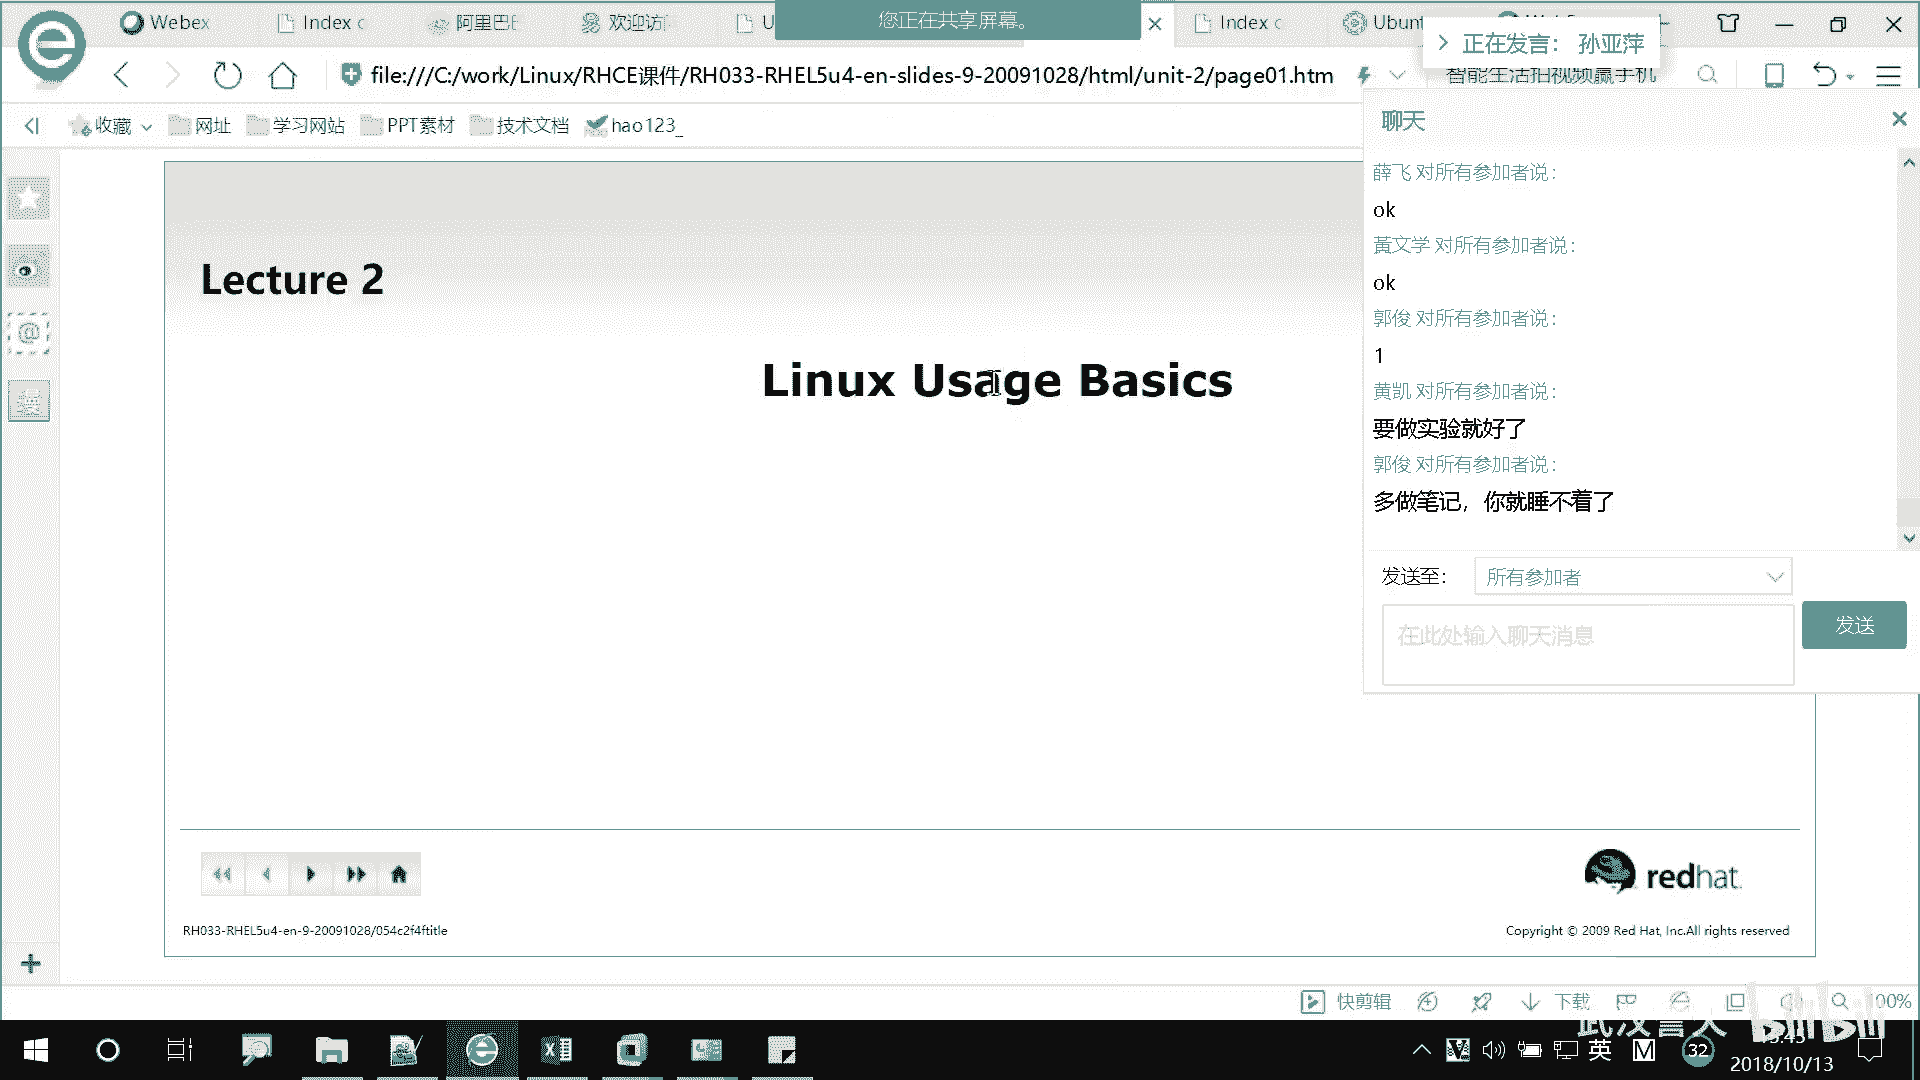 Webex
Index
阿里巴
欢迎访
U
您正在共享屏幕。
Index
Ubunt
正在发言： 孙亚萍
file:///C:/work/Linux/RHCE课件/RH033-RHEL5u4-en-slides-9-20091028/html/unit-2/page01.htm
智能生活拍视频赢手机
收藏
网址
学习网站
PPT素材
技术文档
hao123_
聊天
薛飞 对所有参加者说：
ok
黃文学 对所有参加者说：
ok
郭俊 对所有参加者说：
1
黄凯 对所有参加者说：
要做实验就好了
郭俊 对所有参加者说：
多做笔记，你就睡不着了
发送至：
所有参加者
在此处输入聊天消息
发送
Lecture 2
Linux Usage Basics
redhat.
RH033-RHEL5u4-en-9-20091028/054c2f4ftitle
Copyright © 2009 Red Hat, Inc.All rights reserved
快剪辑
下载
bilibili
英
M
32
2018/10/13